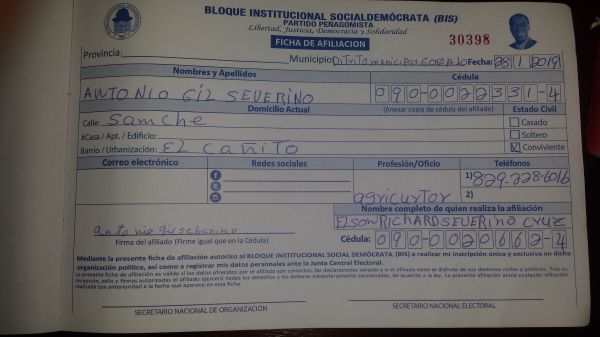 BLOQUE INSTITUCIONAL SOCIALDEMÓCRATA (BIS)
PARTIDO PEÑAGOMISTA
Libertad, Justicia, Democracia y Solidaridad
FICHA DE AFILIACION
30398
Provincia: Municipio Fecha: 28 1 2019
Nombres y Apellidos Cédula
ANTONIO GIL SEVERINO 090-0022331-4
Domicilio Actual (Anexar copia de cédula del afiliado) Estado Civil
Calle Samche Casado
#Casa / Apt. / Edificio: Soltero
Barrio / Urbanización: EL CAÑITO X Conviviente
Correo electrónico Redes sociales Profesión/Oficio Teléfonos
1) 829-228-6016
agricurtor 2)
Nombre completo de quien realiza la afiliación
ELSON RICHARD SEVERINO CRUZ
Firma del afiliado (Firme igual que en la Cédula) Cédula: 090-0020662-4
Mediante la presente ficha de afiliación autorizo al BLOQUE INSTITUCIONAL SOCIAL DEMÓCRATA (BIS) a realizar mi inscripción única y exclusiva en dicha
organización política, así como a registrar mis datos personales ante la Junta Central Electoral.
SECRETARIO NACIONAL DE ORGANIZACIÓN SECRETARIO NACIONAL ELECTORAL